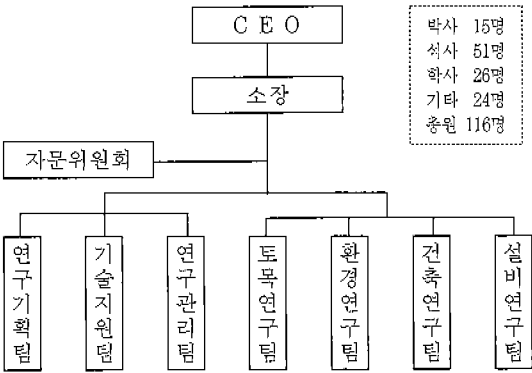 C E O
박사 15명
석사 51명
학사 26명
기타 24명
총원 116명
소장
자문위원회
연구기획팀
기술지원팀
연구관리팀
토목연구팀
환경연구팀
건축연구팀
설비연구팀